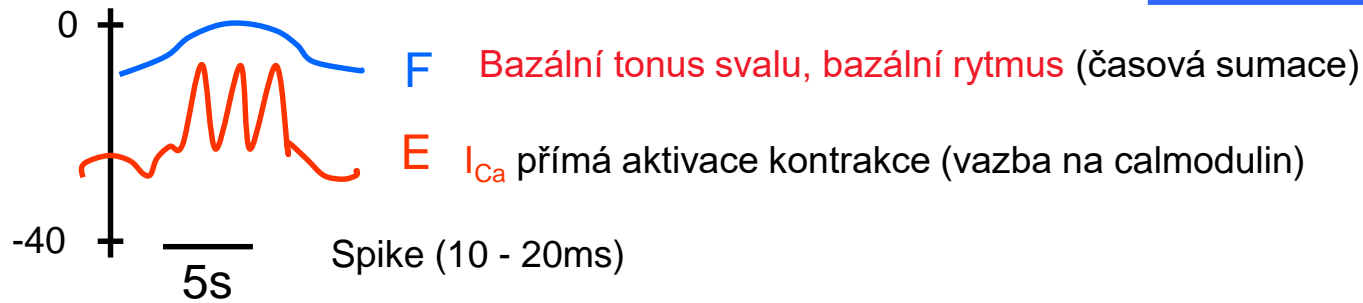 0
F Bazální tonus svalu, bazální rytmus (časová sumace)
E I_Ca přímá aktivace kontrakce (vazba na calmodulin)
-40
Spike (10 - 20ms)
5s